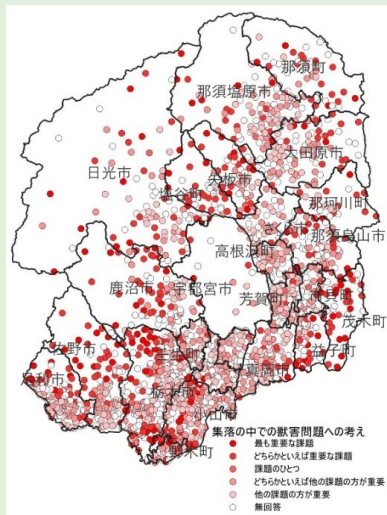 那須町
那須塩原市
大田原市
日光市
矢板市
塩谷町
那珂川町
さくら市
那須烏山市
高根沢町
鹿沼市
宇都宮市
芳賀町
市貝町
茂木町
佐野市
壬生町
益子町
足利市
栃木市
真岡市
小山市
野木町
集落の中での獣害問題への考え
最も重要な課題
どちらかといえば重要な課題
課題のひとつ
どちらかといえば他の課題の方が重要
他の課題の方が重要
無回答